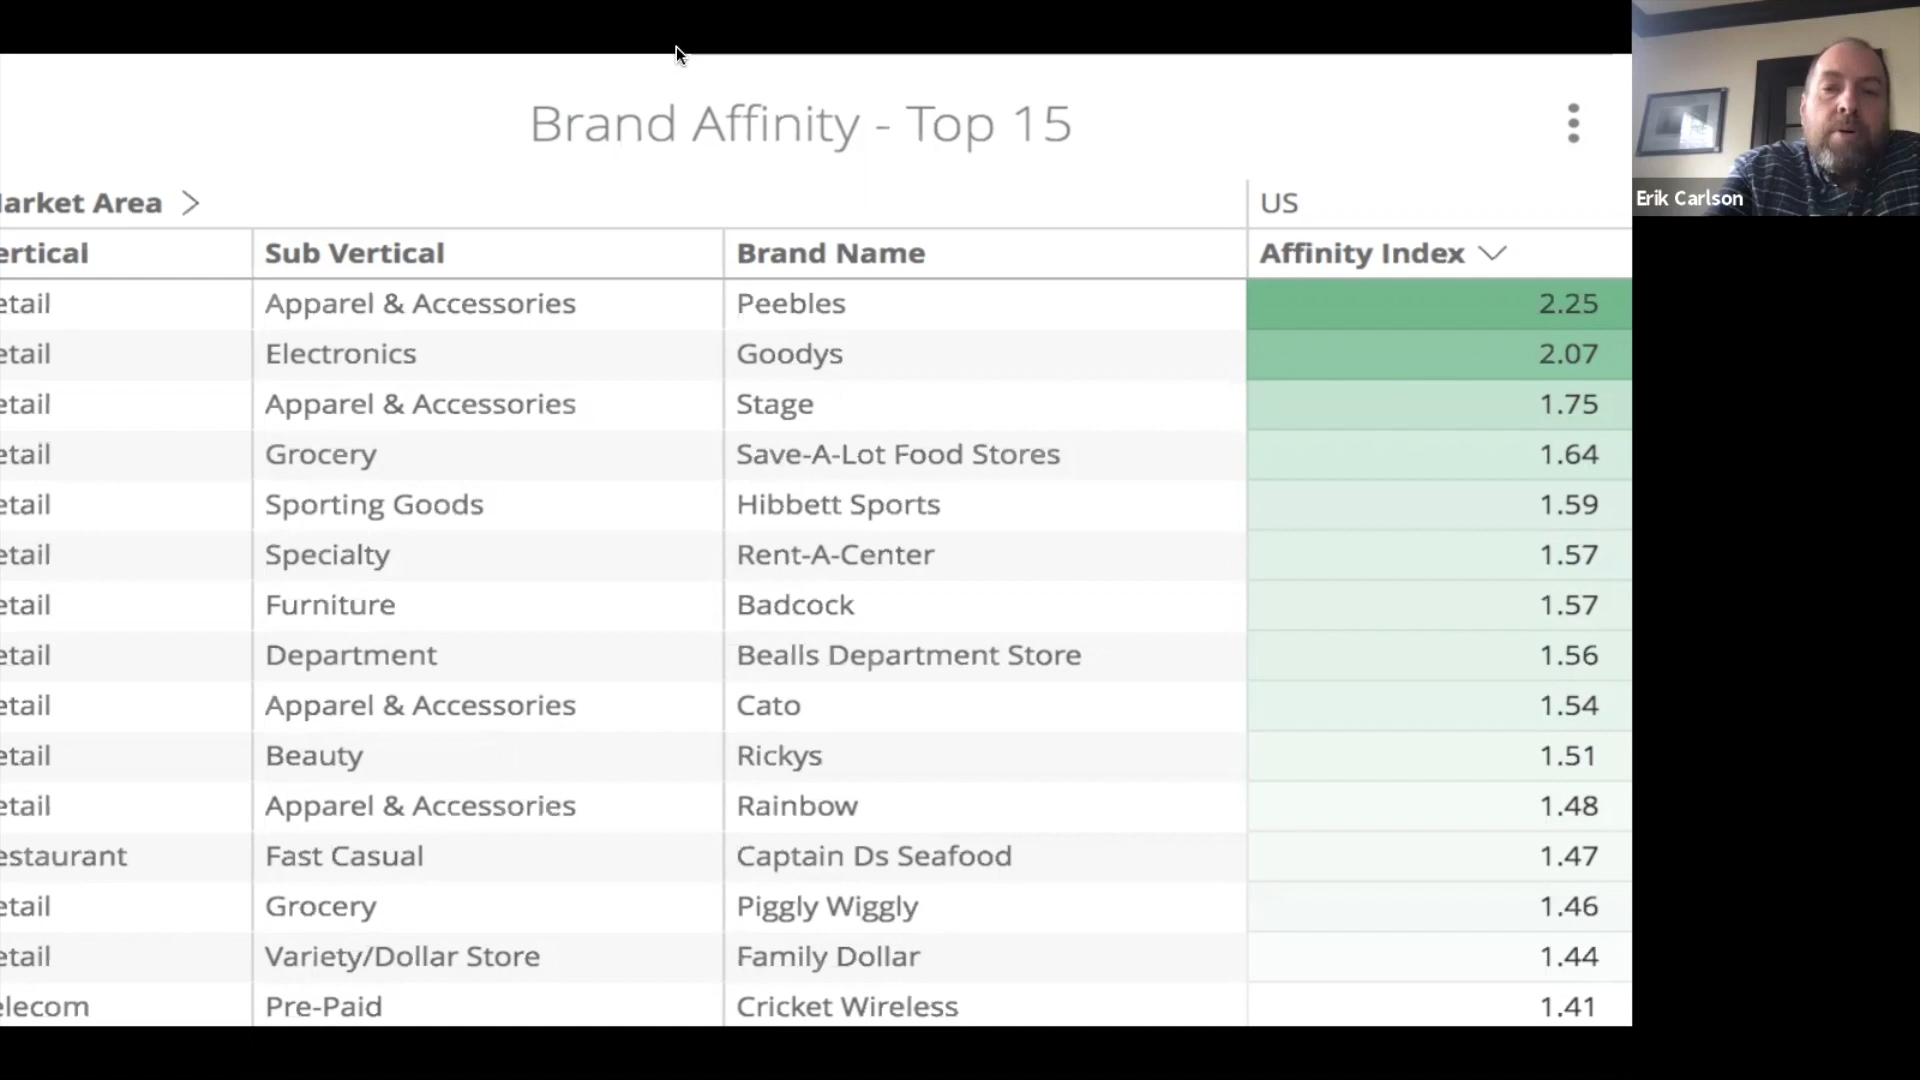 Brand Affinity - Top 15
arket Area
US
ertical Sub Vertical Brand Name Affinity Index
etail Apparel & Accessories Peebles 2.25
etail Electronics Goodys 2.07
etail Apparel & Accessories Stage 1.75
etail Grocery Save-A-Lot Food Stores 1.64
etail Sporting Goods Hibbett Sports 1.59
etail Specialty Rent-A-Center 1.57
etail Furniture Badcock 1.57
etail Department Bealls Department Store 1.56
etail Apparel & Accessories Cato 1.54
etail Beauty Rickys 1.51
etail Apparel & Accessories Rainbow 1.48
estaurant Fast Casual Captain Ds Seafood 1.47
etail Grocery Piggly Wiggly 1.46
etail Variety/Dollar Store Family Dollar 1.44
elecom Pre-Paid Cricket Wireless 1.41
Erik Carlson